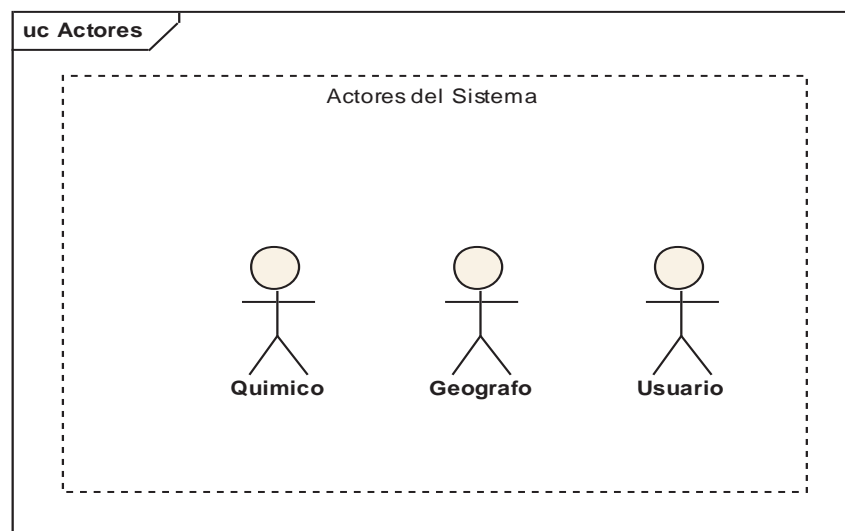 uc Actores
Actores del Sistema
Quimico
Geografo
Usuario